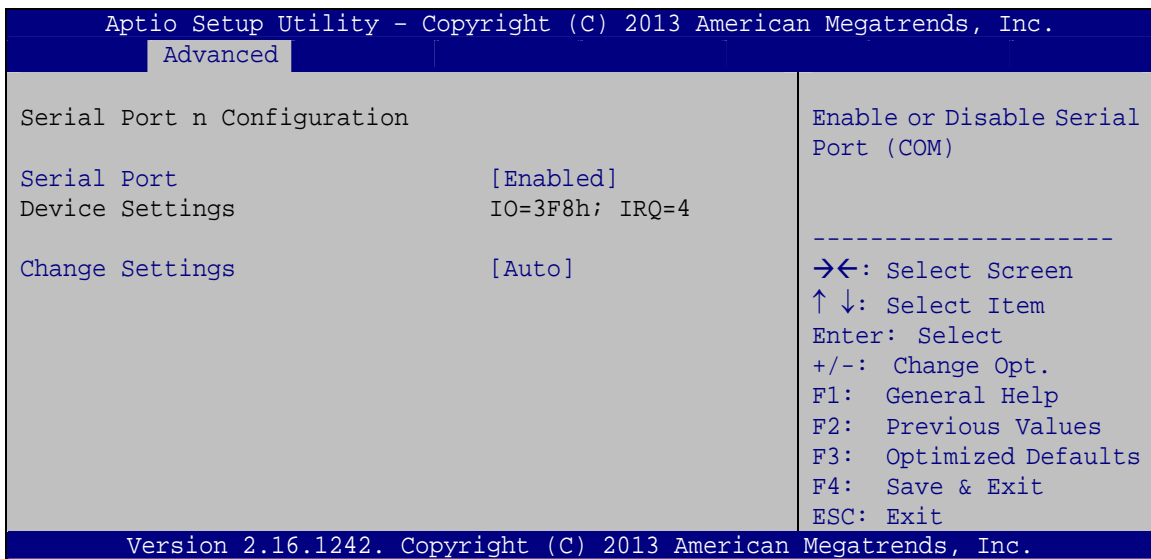 Aptio Setup Utility – Copyright (C) 2013 American Megatrends, Inc.
Advanced
Serial Port n Configuration
Serial Port [Enabled]
Device Settings IO=3F8h; IRQ=4
Change Settings [Auto]
Enable or Disable Serial
Port (COM)
---------------------
→←: Select Screen
↑ ↓: Select Item
Enter: Select
+/-: Change Opt.
F1: General Help
F2: Previous Values
F3: Optimized Defaults
F4: Save & Exit
ESC: Exit
Version 2.16.1242. Copyright (C) 2013 American Megatrends, Inc.